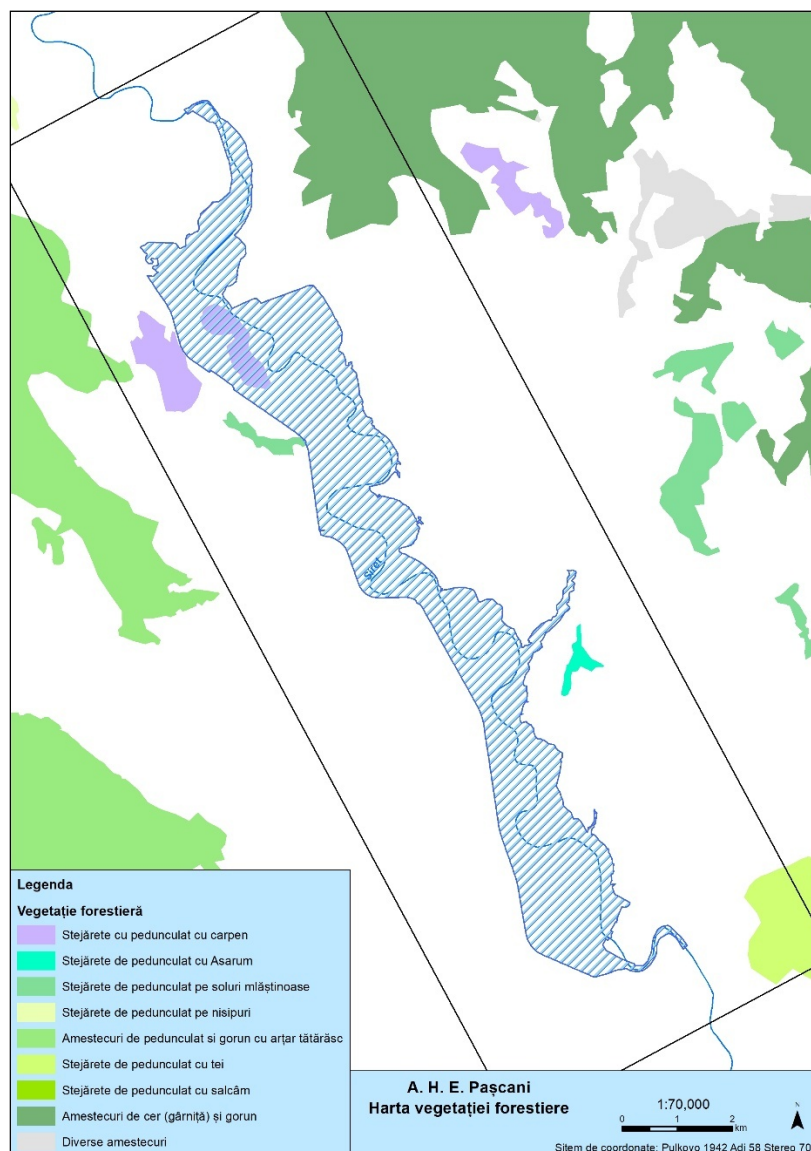 Siret
Legenda
Vegetație forestieră
Stejărete cu pedunculat cu carpen
Stejărete de pedunculat cu Asarum
Stejărete de pedunculat pe soluri mlăștinoase
Stejărete de pedunculat pe nisipuri
Amestecuri de pedunculat si gorun cu arțar tătărăsc
Stejărete de pedunculat cu tei
Stejărete de pedunculat cu salcâm
Amestecuri de cer (gârniță) și gorun
Diverse amestecuri
A. H. E. Pașcani
Harta vegetației forestiere
1:70,000
0 1 2
km
N
Sitem de coordonate: Pulkovo 1942 Adj 58 Stereo 70